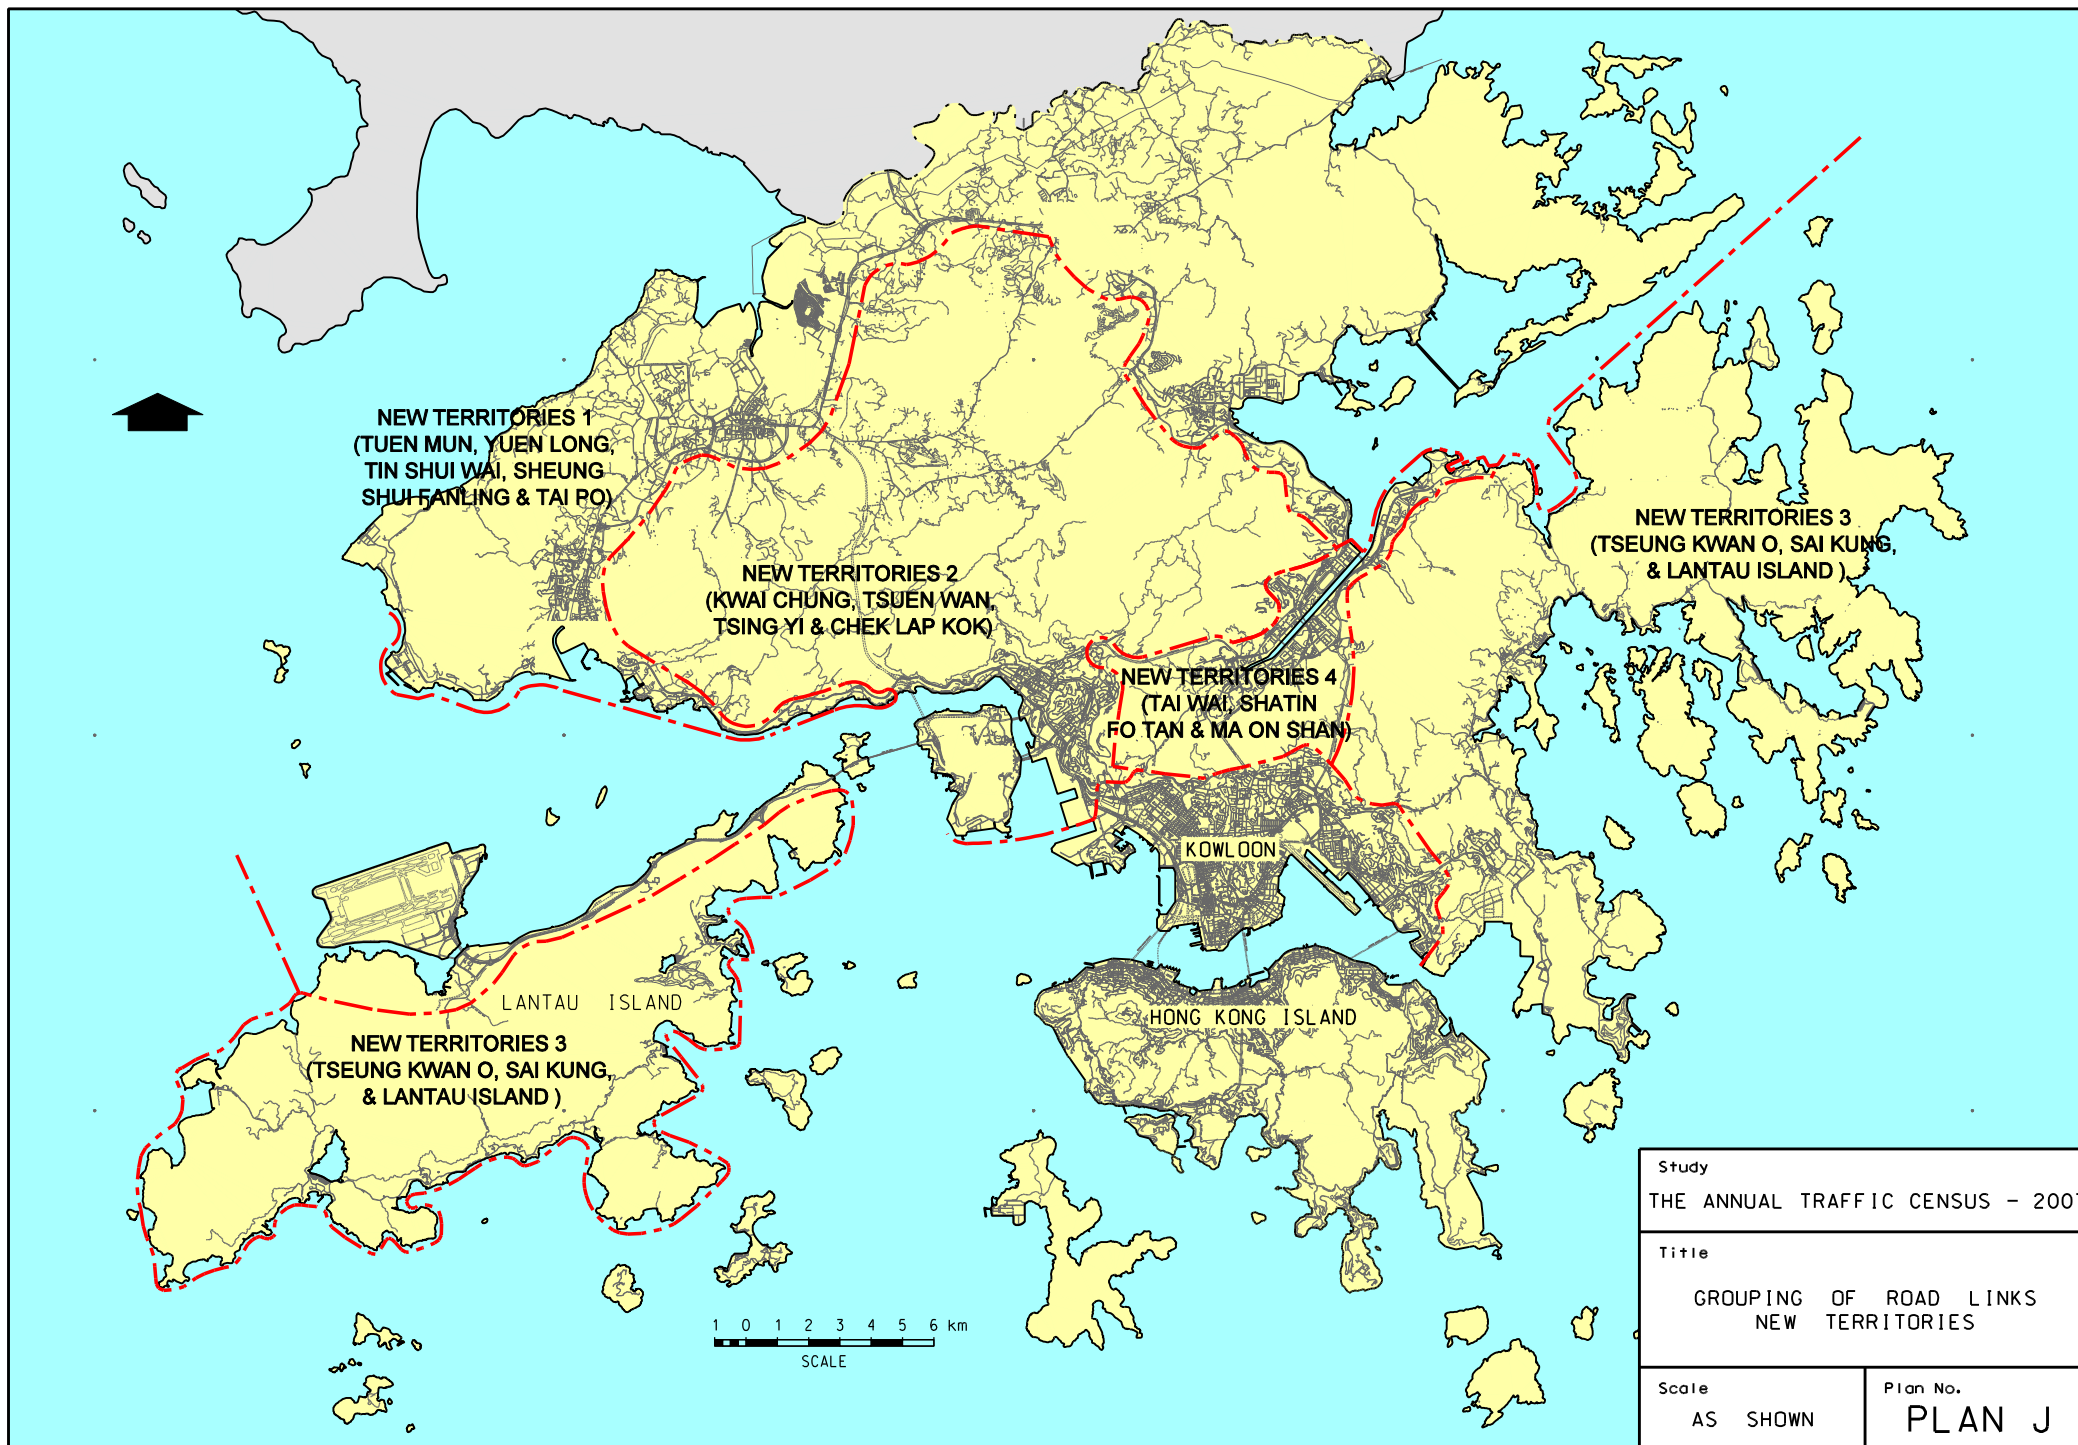 NEW TERRITORIES 1
(TUEN MUN, YUEN LONG,
TIN SHUI WAI, SHEUNG
SHUI FANLING & TAI PO)
NEW TERRITORIES 2
(KWAI CHUNG, TSUEN WAN,
TSING YI & CHEK LAP KOK)
NEW TERRITORIES 3
(TSEUNG KWAN O, SAI KUNG,
& LANTAU ISLAND )
NEW TERRITORIES 4
(TAI WAI, SHATIN
FO TAN & MA ON SHAN)
KOWLOON
LANTAU ISLAND
HONG KONG ISLAND
NEW TERRITORIES 3
(TSEUNG KWAN O, SAI KUNG,
& LANTAU ISLAND )
1 0 1 2 3 4 5 6 km
SCALE
Study
THE ANNUAL TRAFFIC CENSUS - 2007
Title
GROUPING OF ROAD LINKS
NEW TERRITORIES
Scale
AS SHOWN
Plan No.
PLAN J